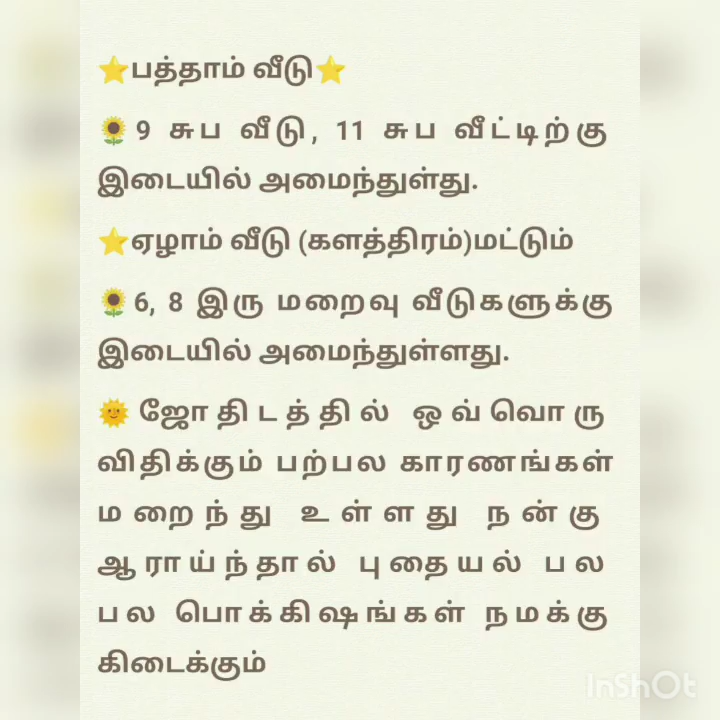 ⭐பத்தாம் வீடு⭐
🌻9 சுப வீடு, 11 சுப வீட்டிற்கு
இடையில் அமைந்துள்து.
⭐ஏழாம் வீடு (களத்திரம்)மட்டும்
🌻6, 8 இரு மறைவு வீடுகளுக்கு
இடையில் அமைந்துள்ளது.
🌞 ஜோதிடத்தில் ஒவ்வொரு
விதிக்கும் பற்பல காரணங்கள்
மறைந்து உள்ளது நன்கு
ஆராய்ந்தால் புதையல் பல
பல பொக்கிஷங்கள் நமக்கு
கிடைக்கும்
InShOt